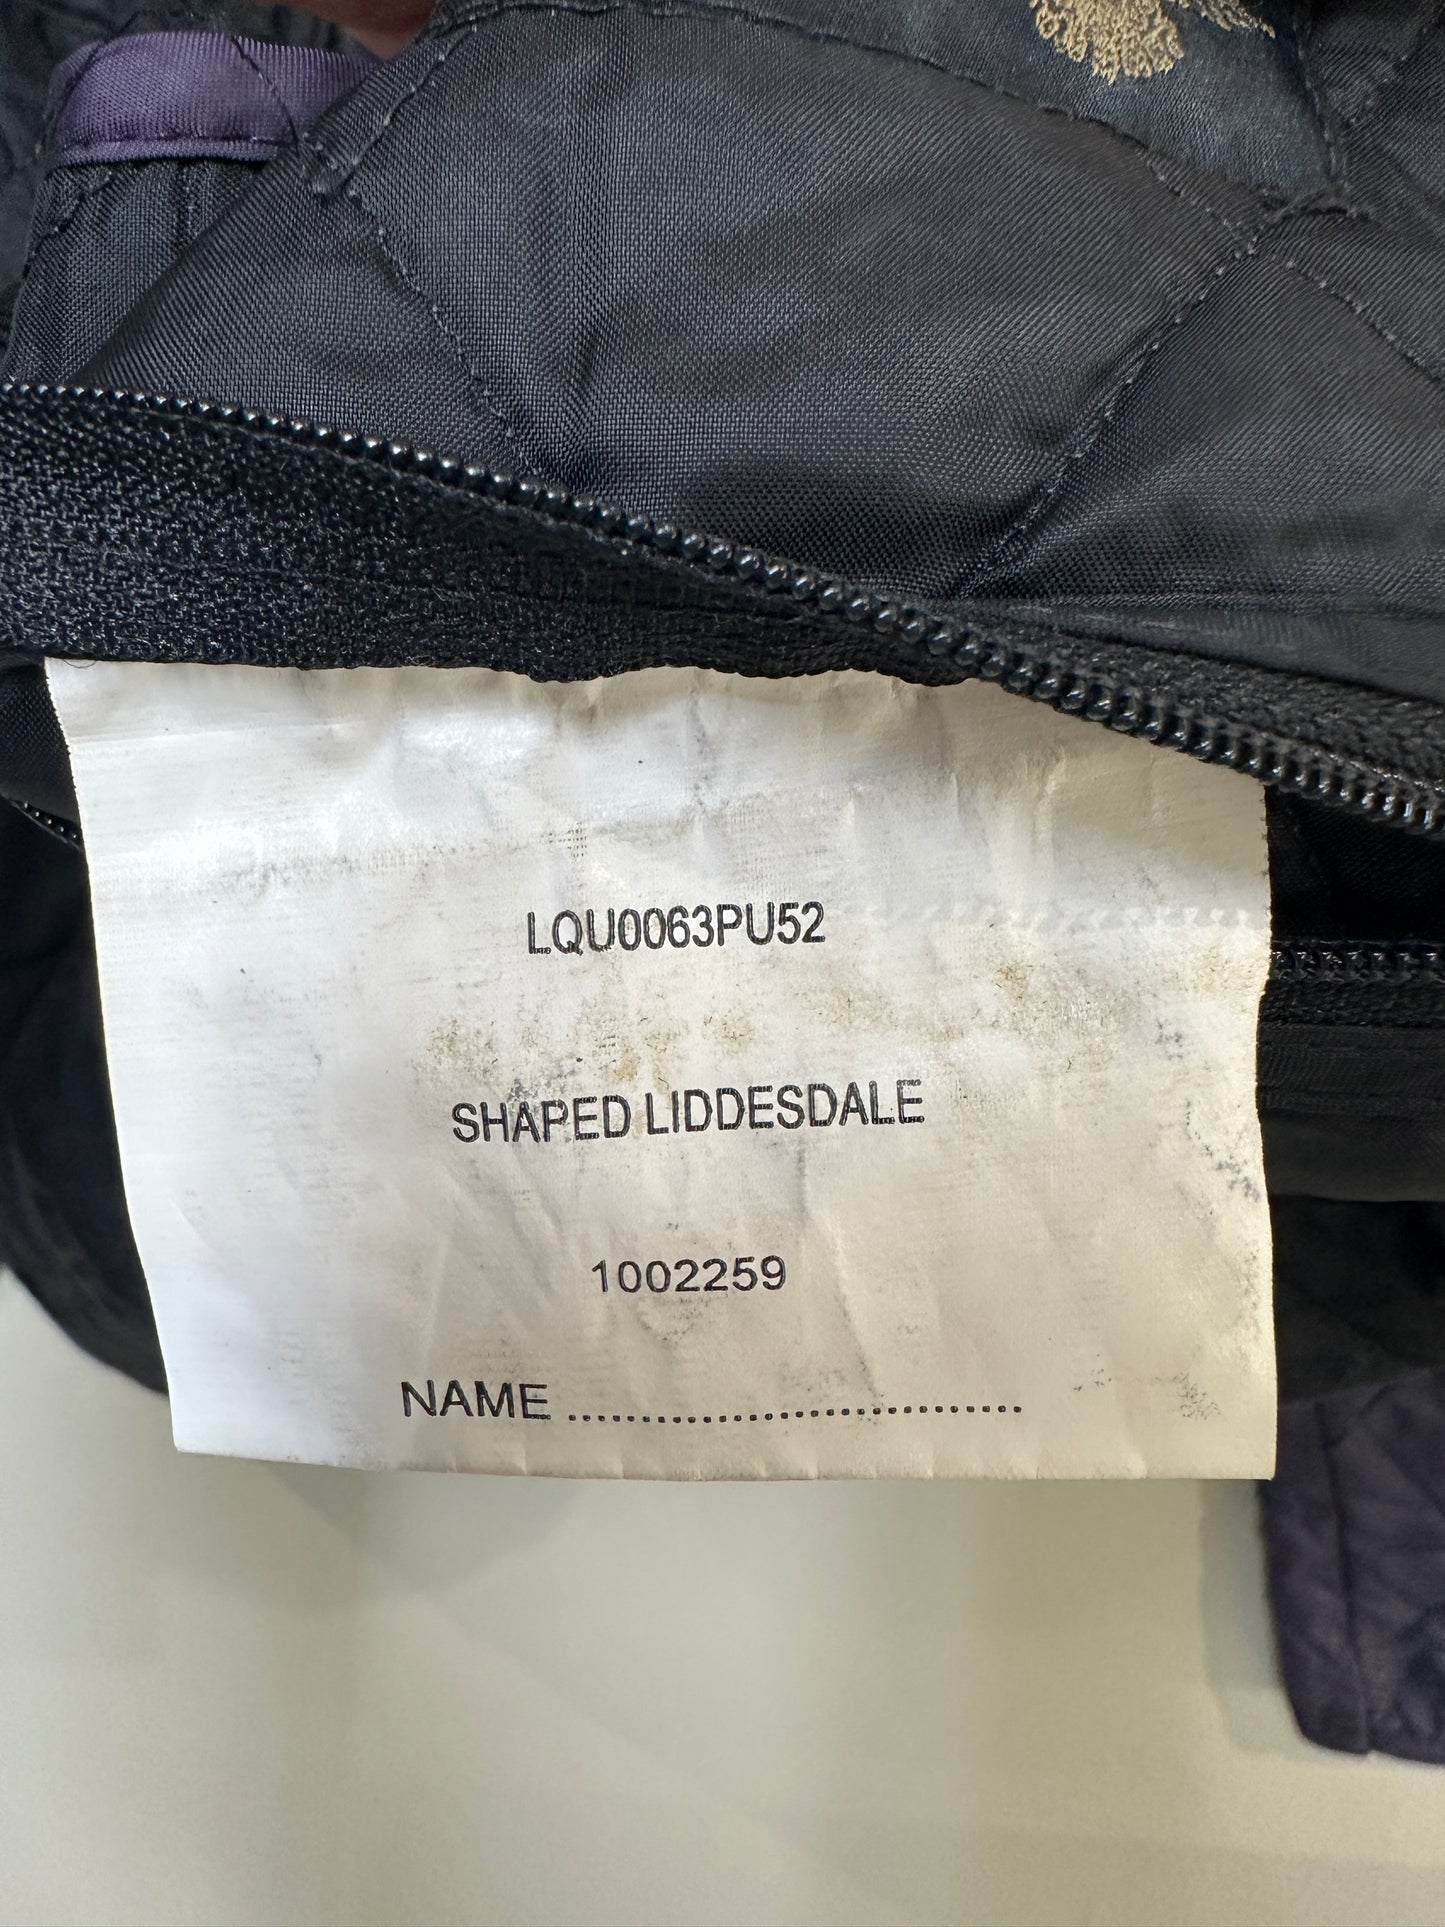 LQU0063PU52
SHAPED LIDDESDALE
1002259
NAME ..............................